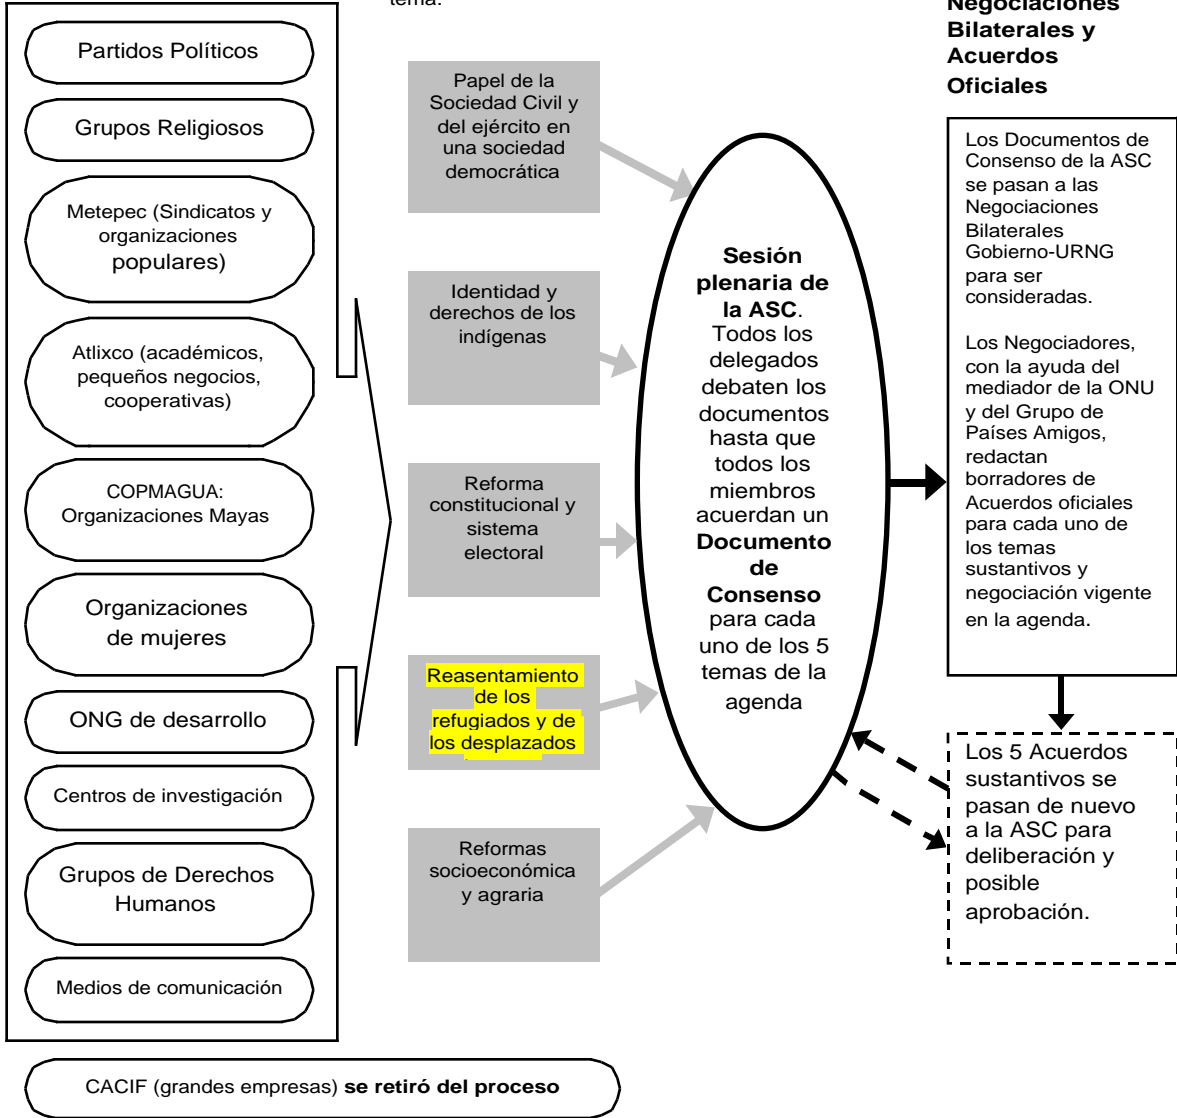 tema.
Partidos Políticos
Grupos Religiosos
Metepec (Sindicatos y
organizaciones
populares)
Atlixco (académicos,
pequeños negocios,
cooperativas)
COPMAGUA:
Organizaciones Mayas
Organizaciones
de mujeres
ONG de desarrollo
Centros de investigación
Grupos de Derechos
Humanos
Medios de comunicación
CACIF (grandes empresas) se retiró del proceso
Papel de la
Sociedad Civil y
del ejército en
una sociedad
democrática
Identidad y
derechos de los
indígenas
Reforma
constitucional y
sistema
electoral
Reasentamiento
de los
refugiados y de
los desplazados
Reformas
socioeconómica
y agraria
Sesión
plenaria de
la ASC.
Todos los
delegados
debaten los
documentos
hasta que
todos los
miembros
acuerdan un
Documento
de
Consenso
para cada
uno de los 5
temas de la
agenda
Negociaciones
Bilaterales y
Acuerdos
Oficiales
Los Documentos de
Consenso de la ASC
se pasan a las
Negociaciones
Bilaterales
Gobierno-URNG
para ser
consideradas.
Los Negociadores,
con la ayuda del
mediador de la ONU
y del Grupo de
Países Amigos,
redactan
borradores de
Acuerdos oficiales
para cada uno de
los temas
sustantivos y
negociación vigente
en la agenda.
Los 5 Acuerdos
sustantivos se
pasan de nuevo
a la ASC para
deliberación y
posible
aprobación.